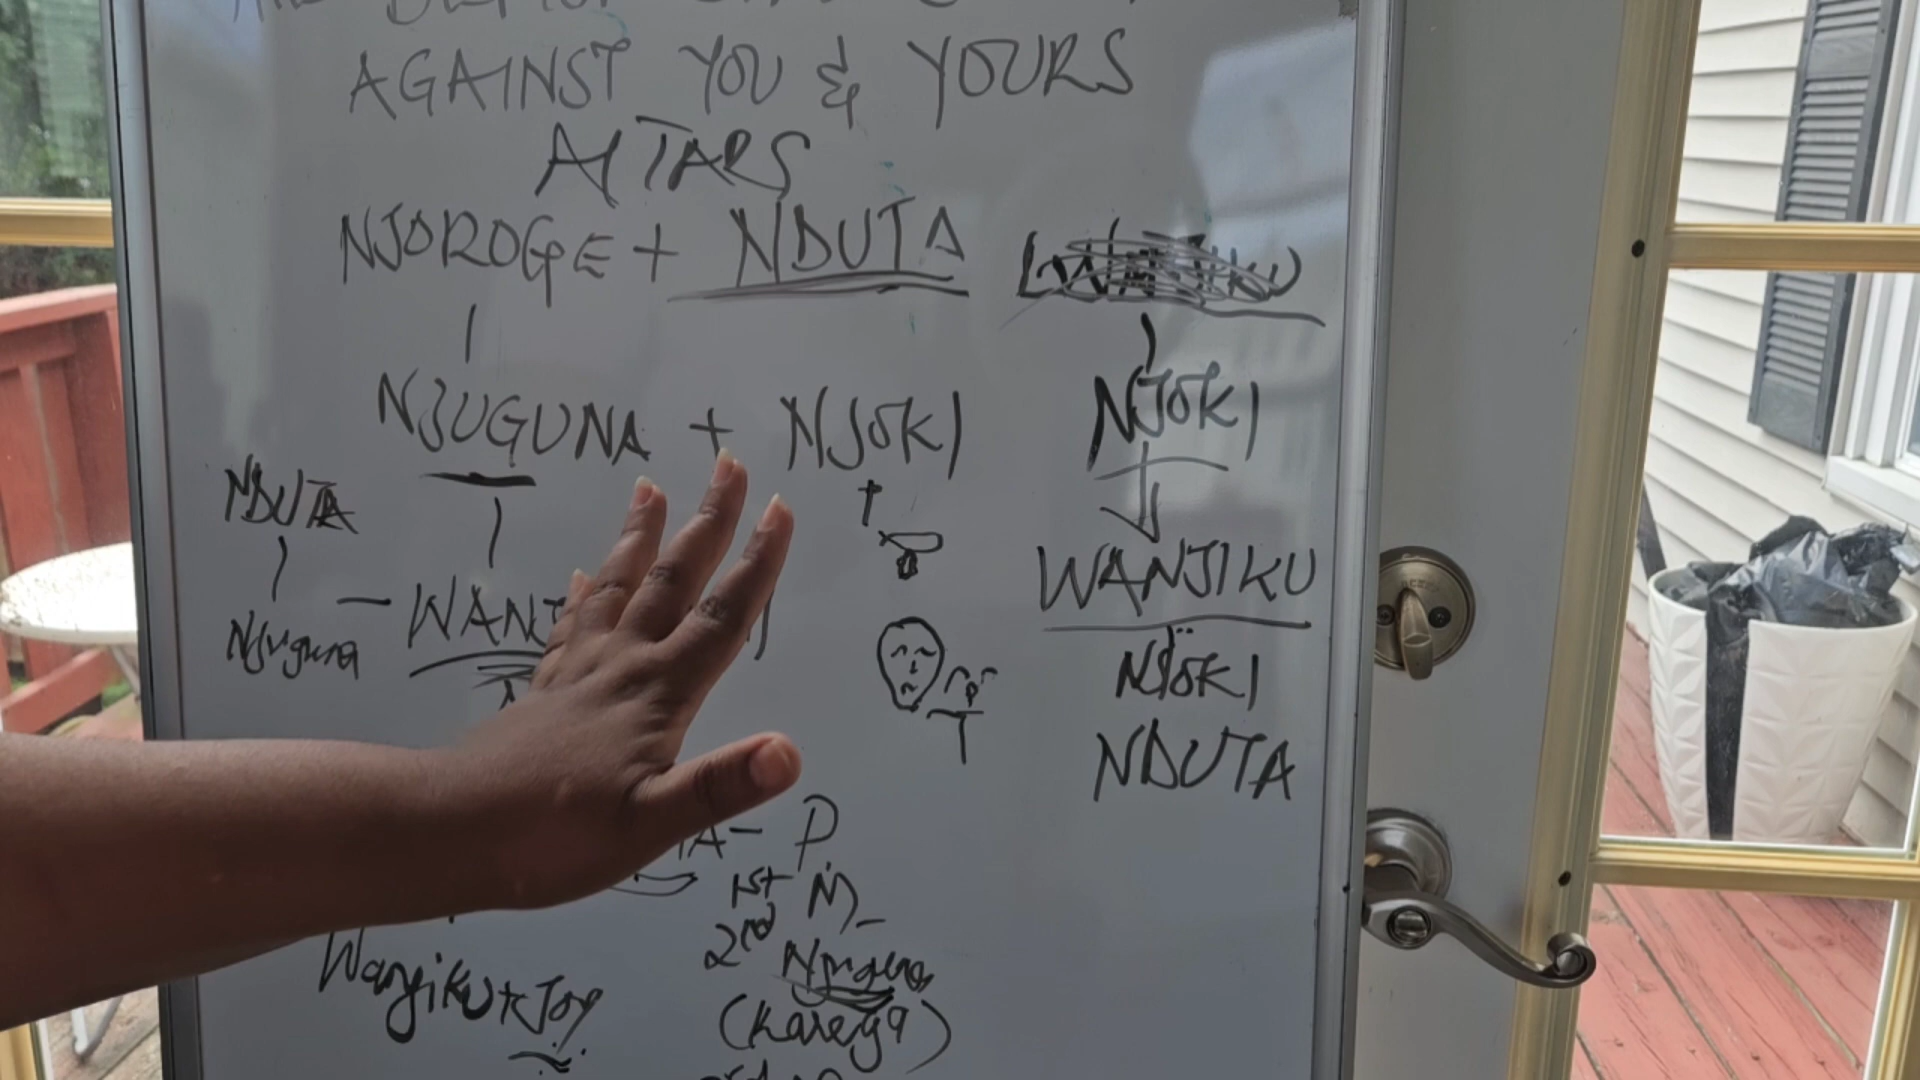 AGAINST YOU & YOURS
ALTARS
NJOROGE + NDUTA
NJUGUNA + NJOKI
NJOKI
NDUTA
Njuguna
WANJIKU
NJOKI
NDUTA
A- P
1st
2nd Njuguna
(Karega)
Wanjiku + Joy